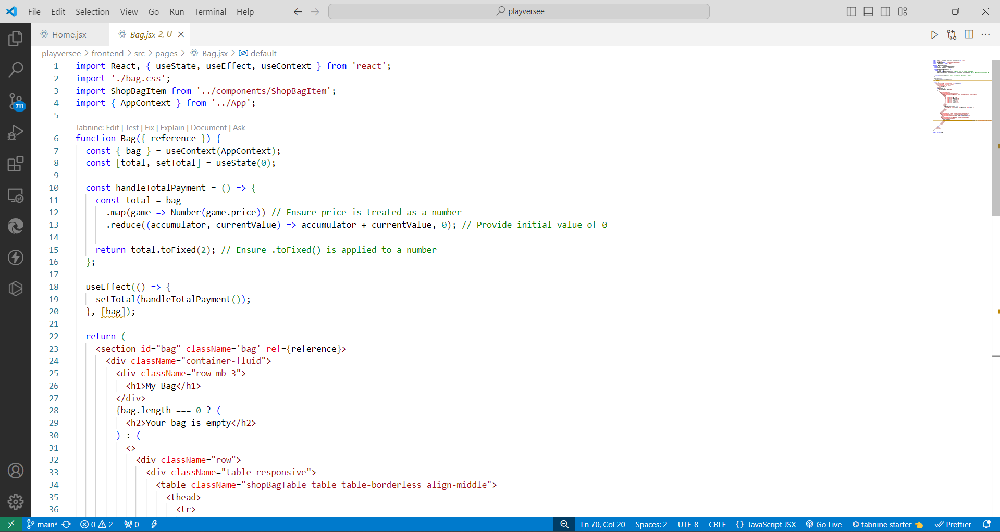 File Edit Selection View Go Run Terminal Help
playversee
Home.jsx
Bag.jsx 2, U
playversee > frontend > src > pages > Bag.jsx > default
1 import React, { useState, useEffect, useContext } from 'react';
2 import './bag.css';
3 import ShopBagItem from '../components/ShopBagItem';
4 import { AppContext } from '../App';
5
Tabnine: Edit | Test | Fix | Explain | Document | Ask
6 function Bag({ reference }) {
7 const { bag } = useContext(AppContext);
8 const [total, setTotal] = useState(0);
9
10 const handleTotalPayment = () => {
11 const total = bag
12 .map(game => Number(game.price)) // Ensure price is treated as a number
13 .reduce((accumulator, currentValue) => accumulator + currentValue, 0); // Provide initial value of 0
14
15 return total.toFixed(2); // Ensure .toFixed() is applied to a number
16 };
17
18 useEffect(() => {
19 setTotal(handleTotalPayment());
20 }, [bag]);
21
22 return (
23 <section id="bag" className='bag' ref={reference}>
24 <div className="container-fluid">
25 <div className="row mb-3">
26 <h1>My Bag</h1>
27 </div>
28 {bag.length === 0 ? (
29 <h2>Your bag is empty</h2>
30 ) : (
31 <>
32 <div className="row">
33 <div className="table-responsive">
34 <table className="shopBagTable table table-borderless align-middle">
35 <thead>
36 <tr>
711
main* 0 2 0
Ln 70, Col 20 Spaces: 2 UTF-8 CRLF {} JavaScript JSX Go Live tabnine starter Prettier